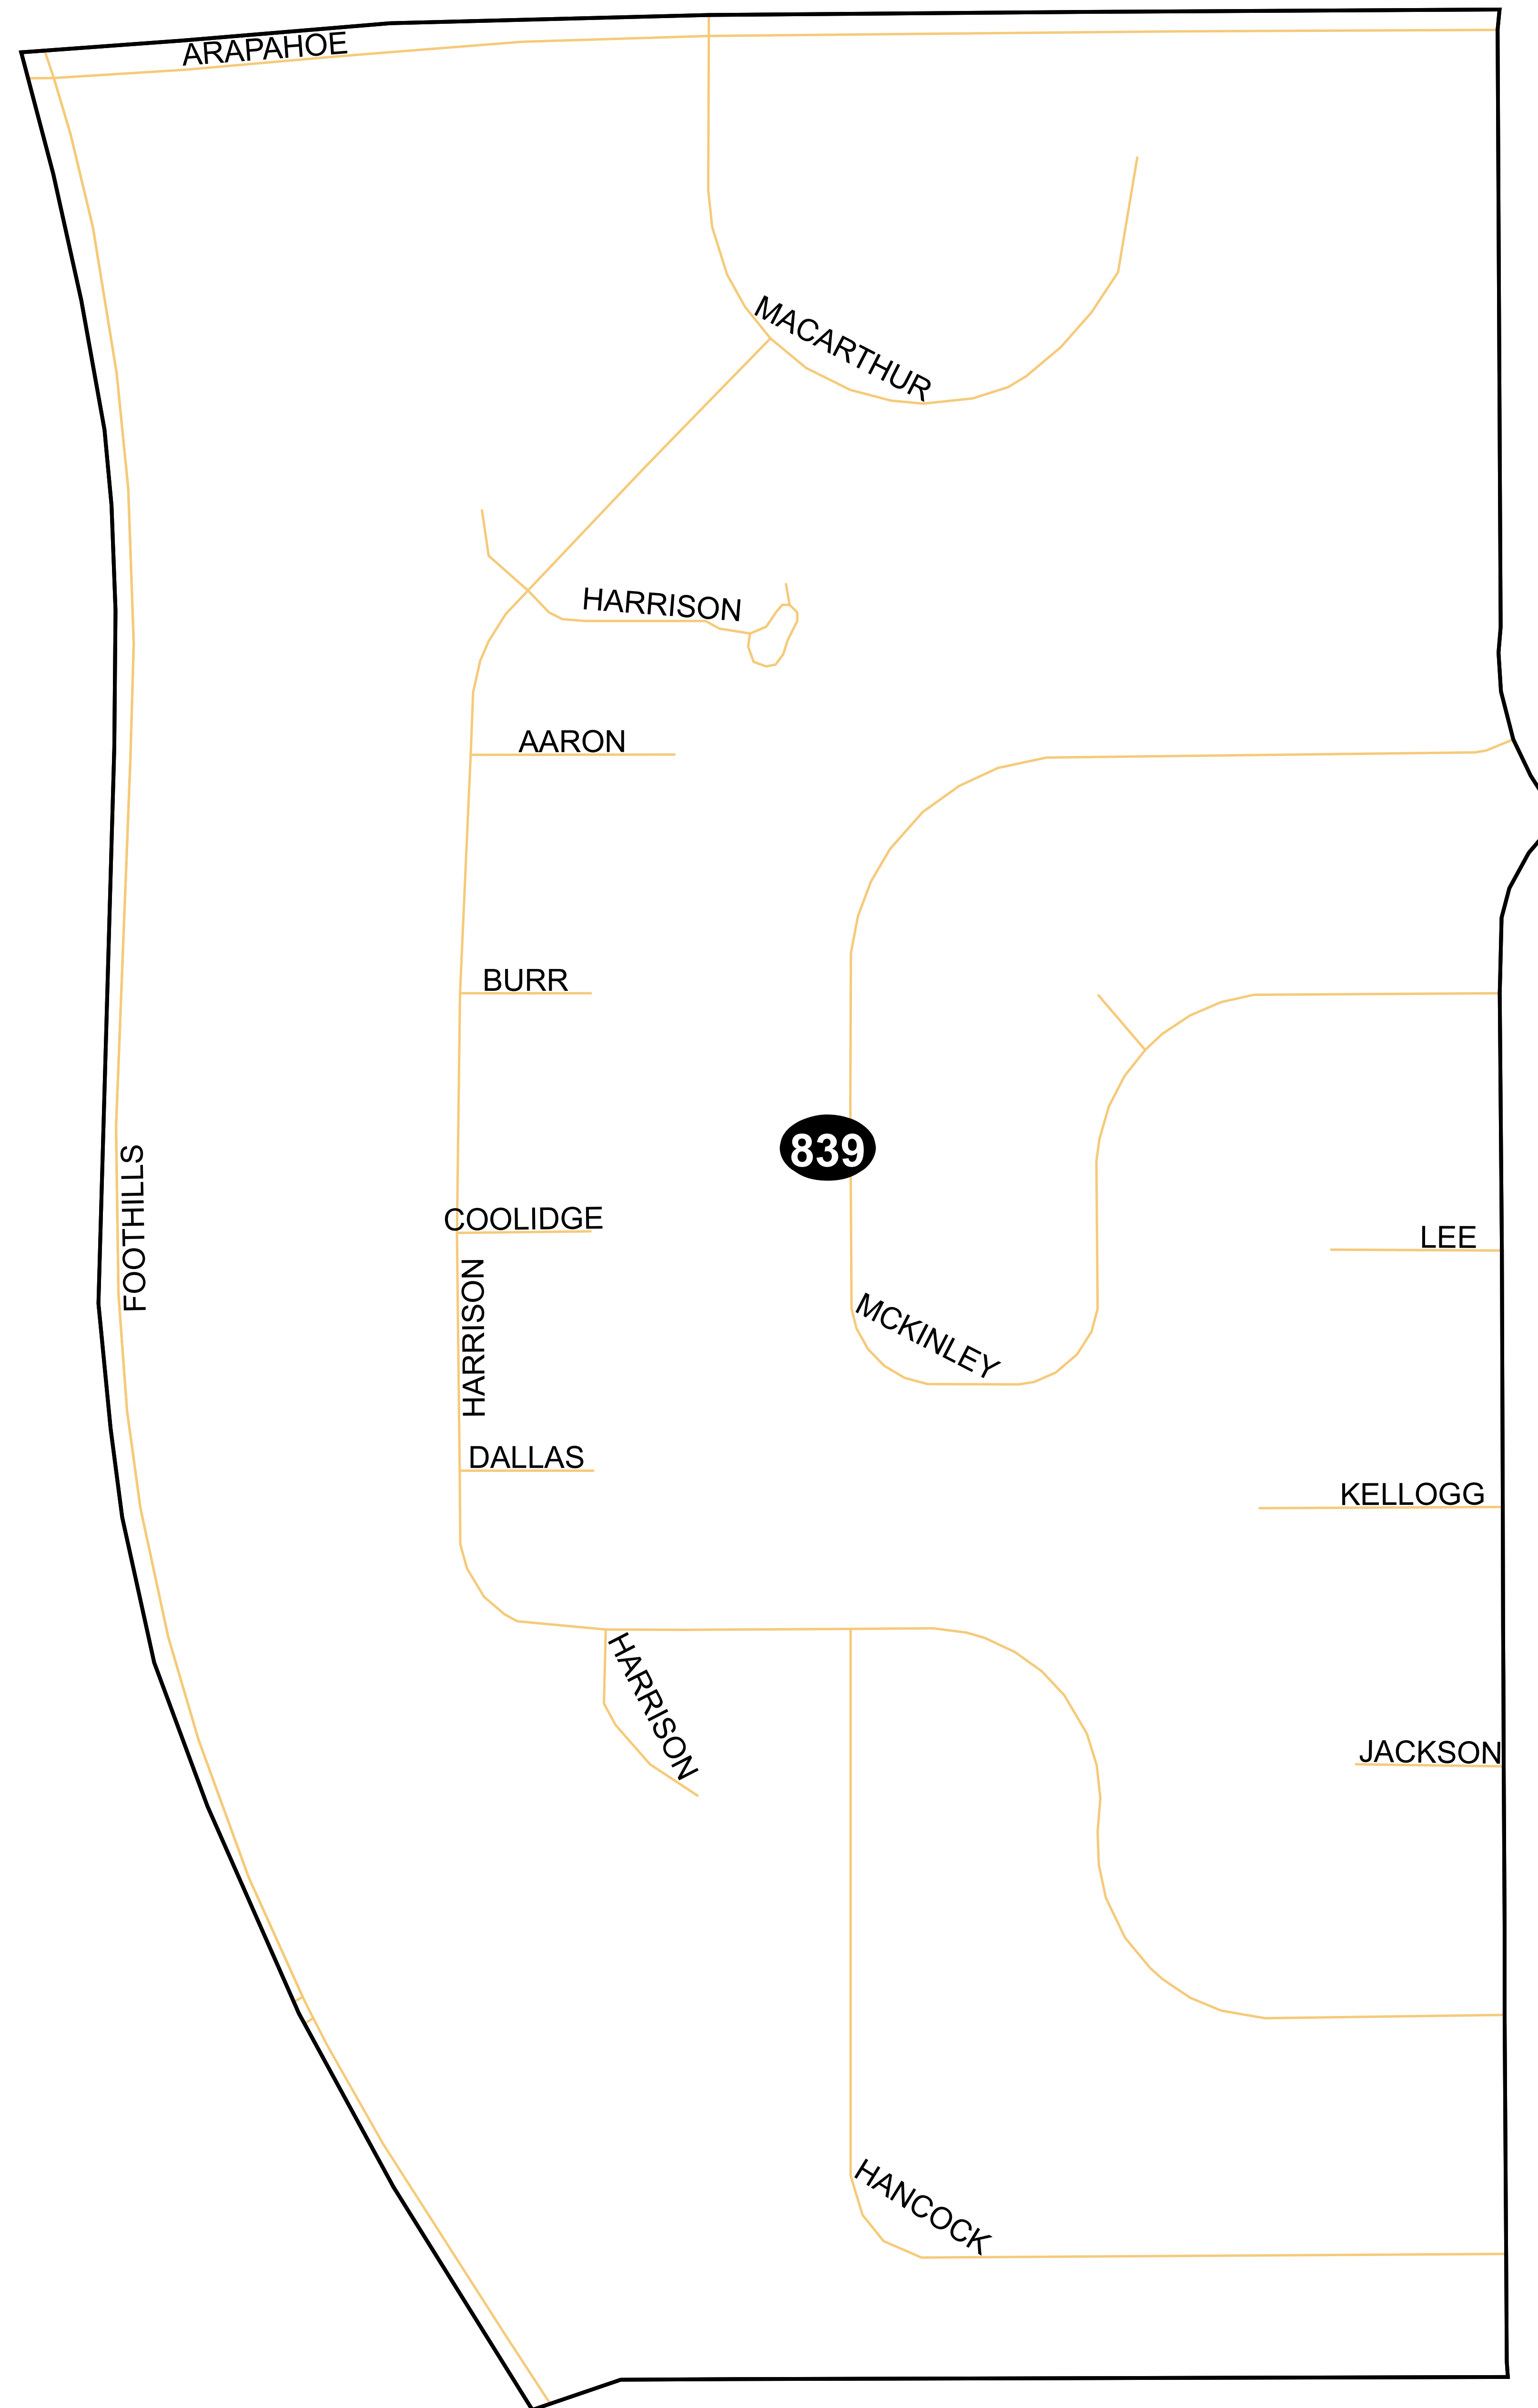 ARAPAHOE
MACARTHUR
HARRISON
AARON
BURR
839
FOOTHILLS
COOLIDGE
LEE
HARRISON
MCKINLEY
DALLAS
KELLOGG
HARRISON
JACKSON
HANCOCK